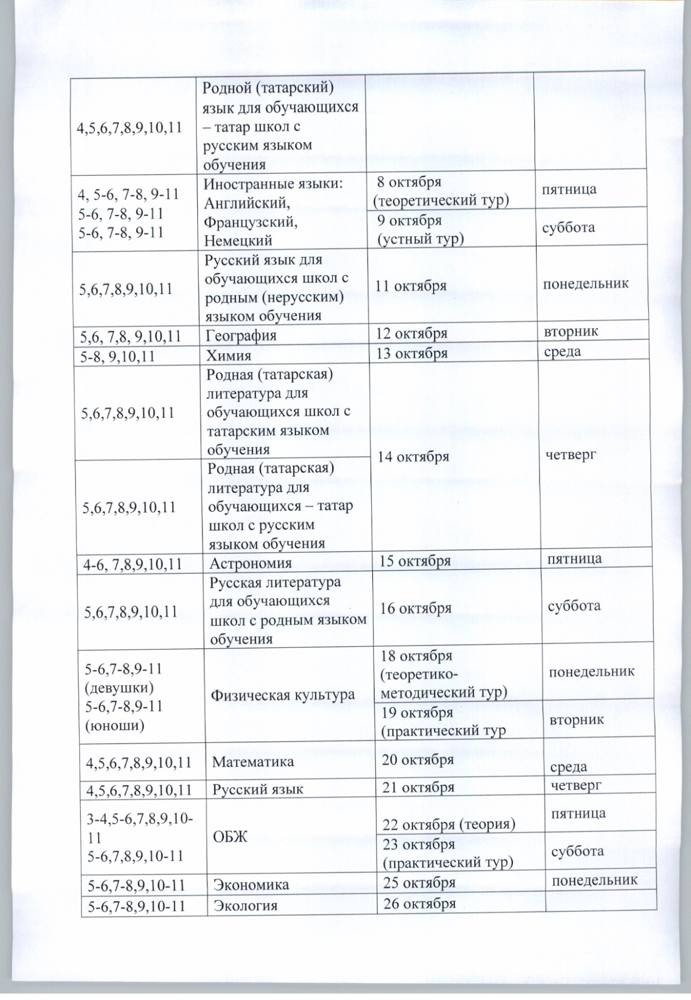 4,5,6,7,8,9,10,11
Родной (татарский)
язык для обучающихся
– татар школ с
русским языком
обучения
4, 5-6, 7-8, 9-11
5-6, 7-8, 9-11
5-6, 7-8, 9-11
Иностранные языки:
Английский,
Французский,
Немецкий
8 октября
(теоретический тур)
пятница
9 октября
(устный тур)
суббота
5,6,7,8,9,10,11
Русский язык для
обучающихся школ с
родным (нерусским)
языком обучения
11 октября
понедельник
5,6, 7,8, 9,10,11
География
12 октября
вторник
5-8, 9,10,11
Химия
13 октября
среда
5,6,7,8,9,10,11
Родная (татарская)
литература для
обучающихся школ с
татарским языком
обучения
14 октября
четверг
5,6,7,8,9,10,11
Родная (татарская)
литература для
обучающихся – татар
школ с русским
языком обучения
4-6, 7,8,9,10,11
Астрономия
15 октября
пятница
5,6,7,8,9,10,11
Русская литература
для обучающихся
школ с родным языком
обучения
16 октября
суббота
5-6,7-8,9-11
(девушки)
5-6,7-8,9-11
(юноши)
Физическая культура
18 октября
(теоретико-
методический тур)
понедельник
19 октября
(практический тур
вторник
4,5,6,7,8,9,10,11
Математика
20 октября
среда
4,5,6,7,8,9,10,11
Русский язык
21 октября
четверг
3-4,5-6,7,8,9,10-
11
5-6,7,8,9,10-11
ОБЖ
22 октября (теория)
пятница
23 октября
(практический тур)
суббота
5-6,7-8,9,10-11
Экономика
25 октября
понедельник
5-6,7-8,9,10-11
Экология
26 октября